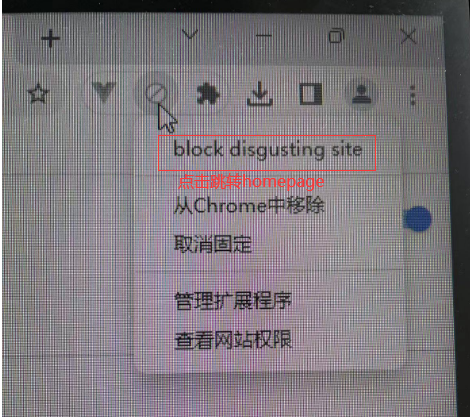 block disgusting site
点击跳转homepage
从Chrome中移除
取消固定
管理扩展程序
查看网站权限